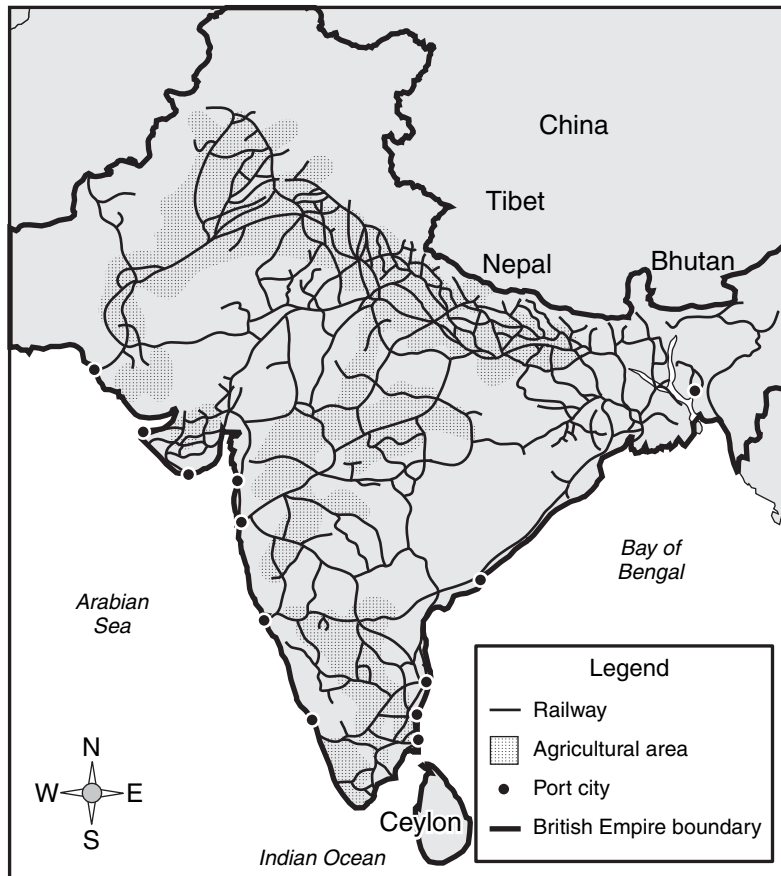 China
Tibet
Nepal
Bhutan
Bay of
Bengal
Arabian
Sea
Legend
Railway
Agricultural area
Port city
British Empire boundary
N
W
E
S
Ceylon
Indian Ocean